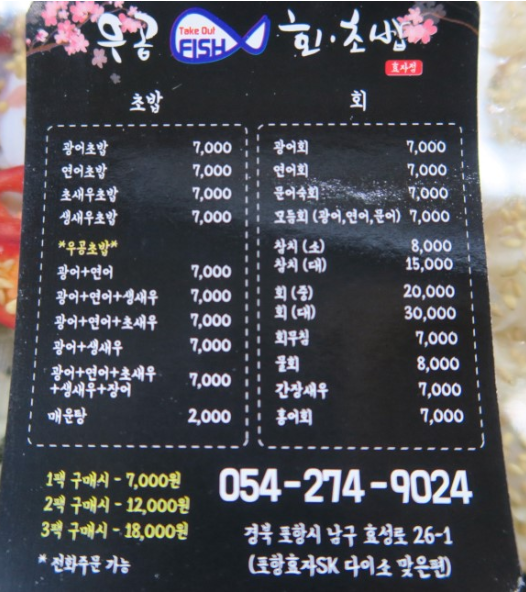 우공 Take Out FISH 회·초밥
효자점
초밥
광어초밥 7,000
연어초밥 7,000
초새우초밥 7,000
생새우초밥 7,000
*우공초밥*
광어+연어 7,000
광어+연어+생새우 7,000
광어+연어+초새우 7,000
광어+생새우 7,000
광어+연어+초새우
+생새우+장어 7,000
매운탕 2,000
회
광어회 7,000
연어회 7,000
문어숙회 7,000
모듬회 (광어,연어,문어) 7,000
참치 (소) 8,000
참치 (대) 15,000
회 (중) 20,000
회 (대) 30,000
회무침 7,000
물회 8,000
간장새우 7,000
홍어회 7,000
1팩 구매시 - 7,000원
2팩 구매시 - 12,000원
3팩 구매시 - 18,000원
* 전화주문 가능
054-274-9024
경북 포항시 남구 효성로 26-1
(포항효자SK 다이소 맞은편)